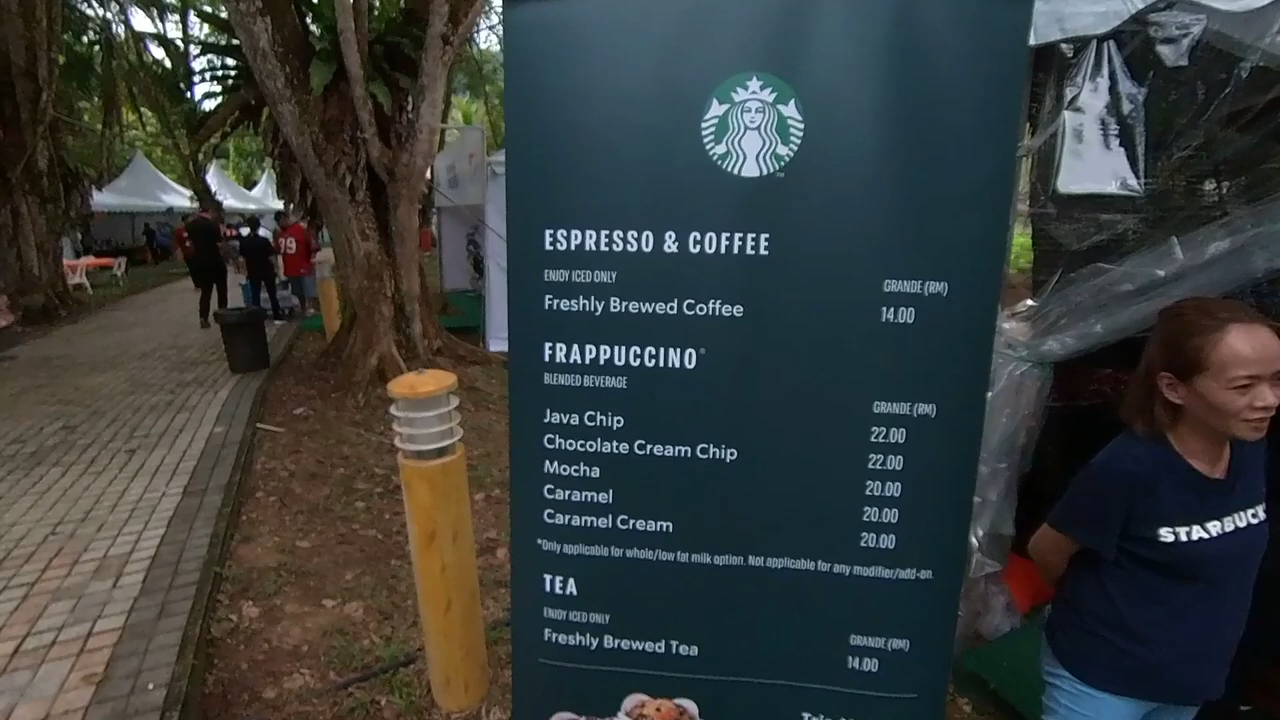 ESPRESSO & COFFEE
ENJOY ICED ONLY
GRANDE (RM)
Freshly Brewed Coffee 14.00
FRAPPUCCINO®
BLENDED BEVERAGE
GRANDE (RM)
Java Chip 22.00
Chocolate Cream Chip 22.00
Mocha 20.00
Caramel 20.00
Caramel Cream 20.00
*Only applicable for whole/low fat milk option. Not applicable for any modifier/add-on.
TEA
ENJOY ICED ONLY
GRANDE (RM)
Freshly Brewed Tea 14.00
STARBUCK